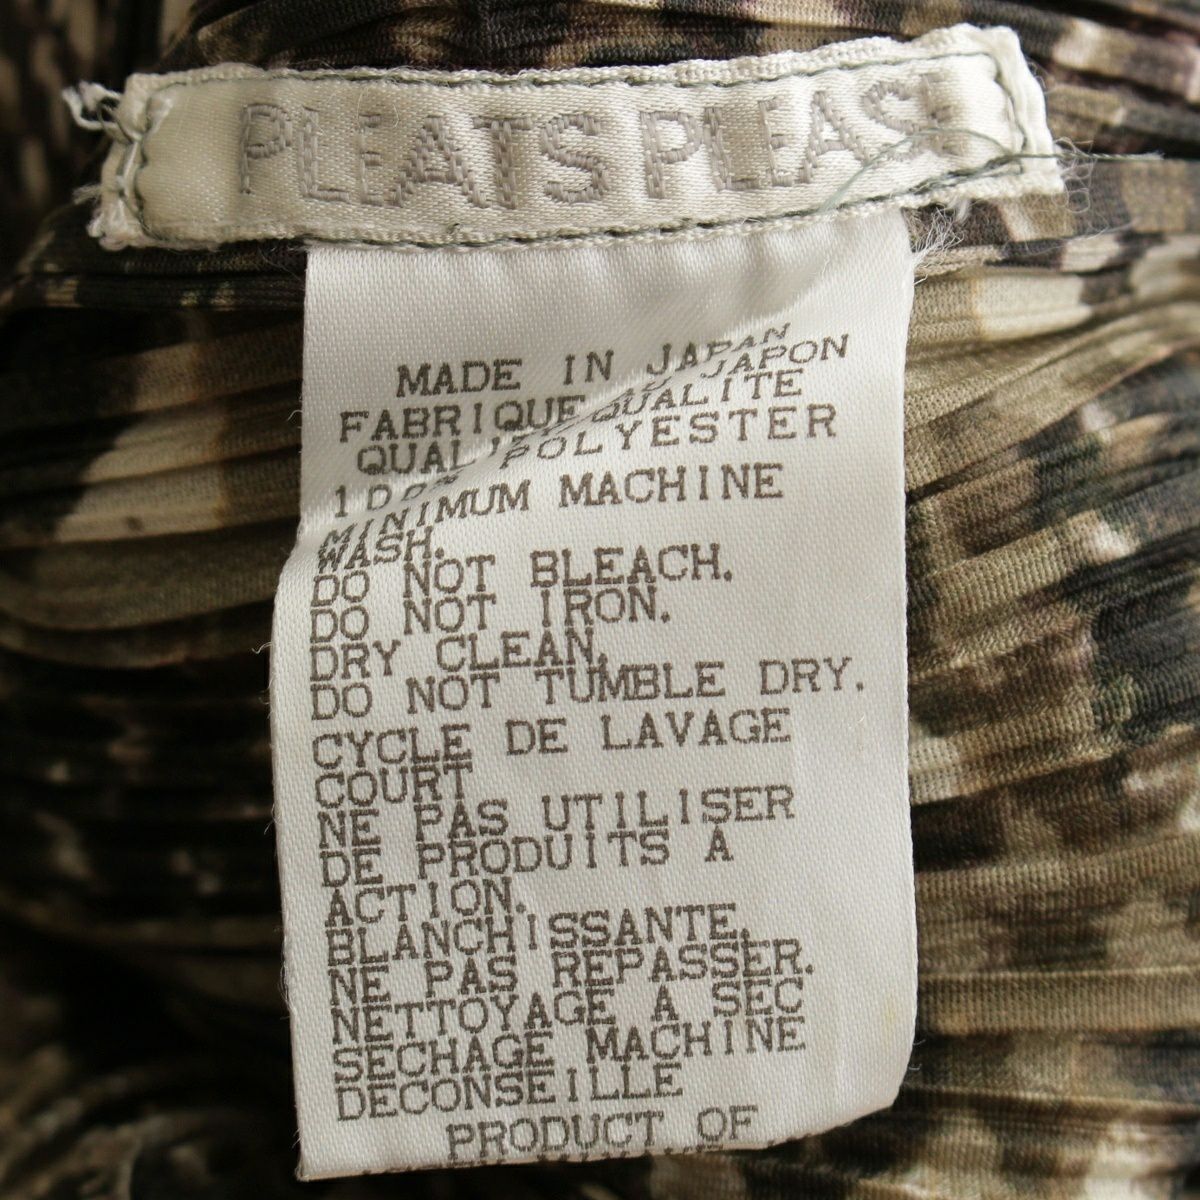 PLEATS PLEASE
MADE IN JAPAN
FABRIQUE JAPON
QUAL QUALITE
100% POLYESTER
MINIMUM MACHINE
WASH.
DO NOT BLEACH.
DO NOT IRON.
DRY CLEAN.
DO NOT TUMBLE DRY.
CYCLE DE LAVAGE
COURT
NE PAS UTILISER
DE PRODUITS A
ACTION.
BLANCHISSANTE.
NE PAS REPASSER.
NETTOYAGE A SEC
SECHAGE MACHINE
DECONSEILLE
PRODUCT OF